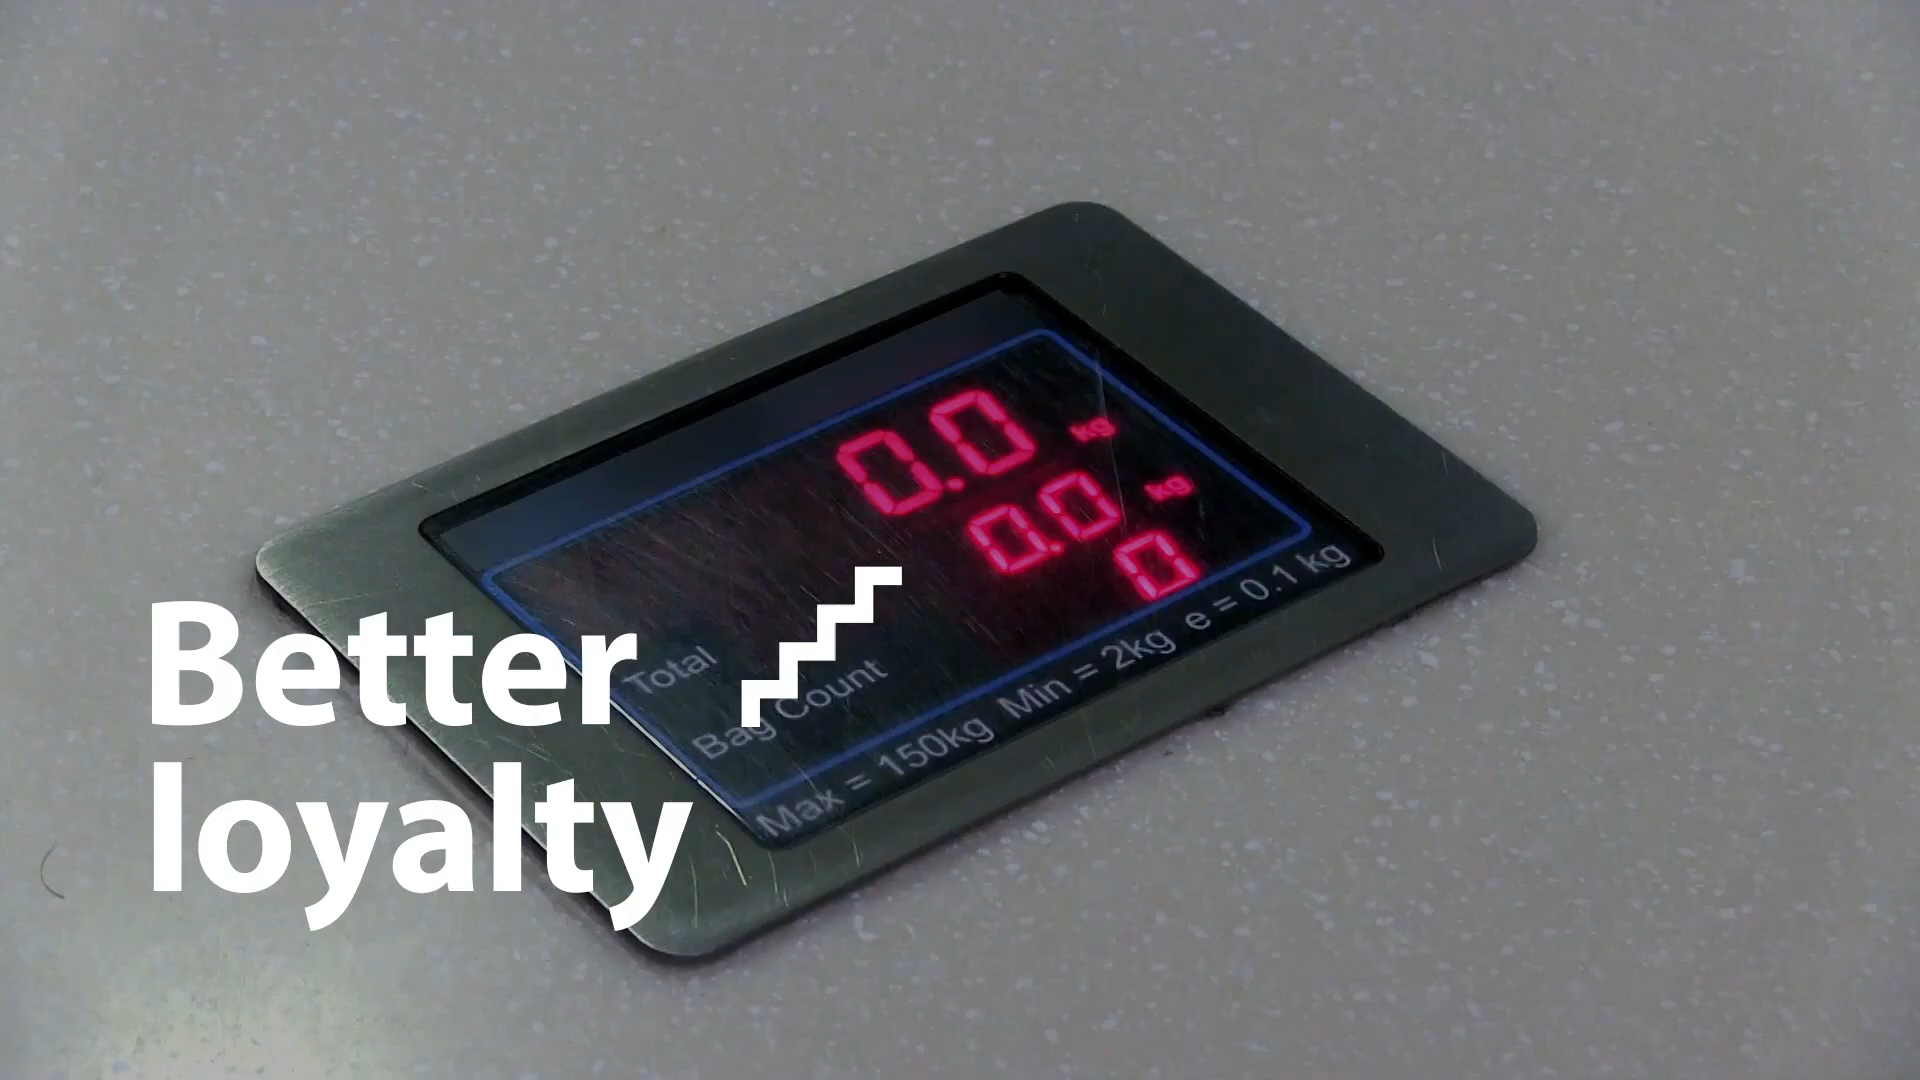 0.0 kg
0.0 kg
Total
0
Bag Count
Max = 150kg Min = 2kg e = 0.1 kg
Better
loyalty